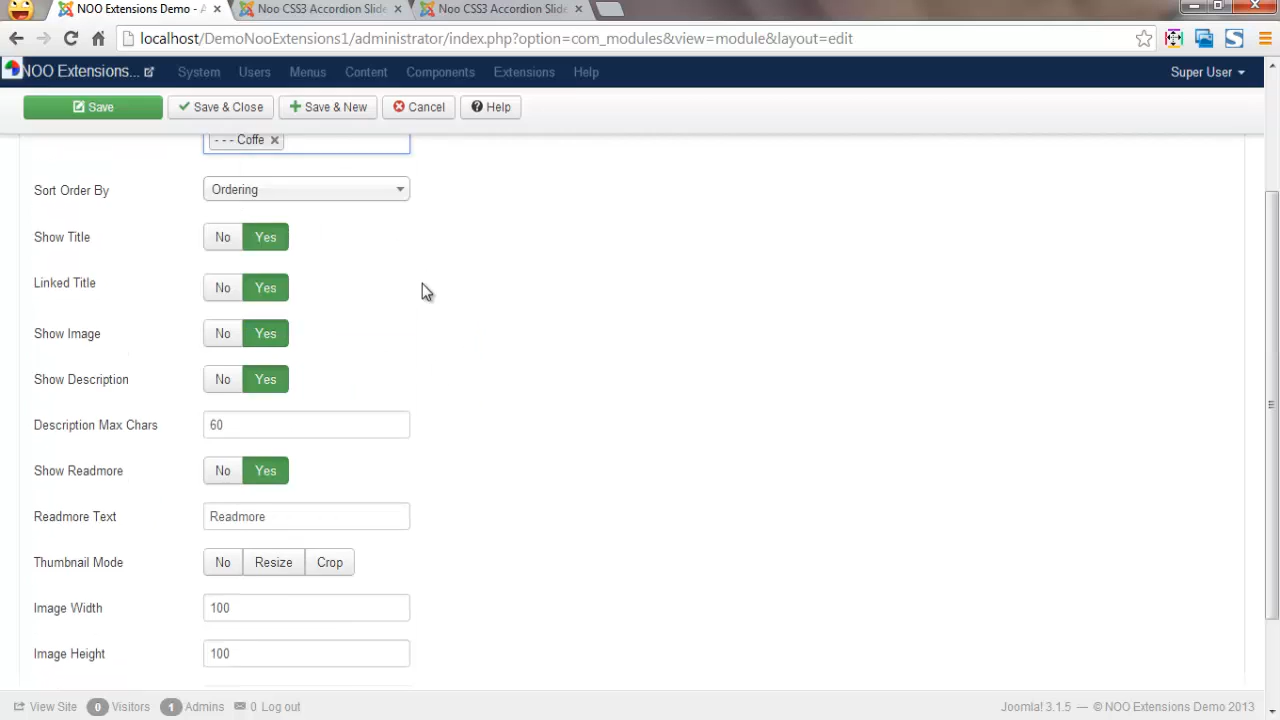 NOO Extensions Demo - A
Noo CSS3 Accordion Slide
Noo CSS3 Accordion Slide
localhost/DemoNooExtensions1/administrator/index.php?option=com_modules&view=module&layout=edit
NOO Extensions... System Users Menus Content Components Extensions Help Super User
Save Save & Close Save & New Cancel Help
- - - Coffe
Sort Order By Ordering
Show Title No Yes
Linked Title No Yes
Show Image No Yes
Show Description No Yes
Description Max Chars 60
Show Readmore No Yes
Readmore Text Readmore
Thumbnail Mode No Resize Crop
Image Width 100
Image Height 100
View Site 0 Visitors 1 Admins 0 Log out Joomla! 3.1.5 — © NOO Extensions Demo 2013